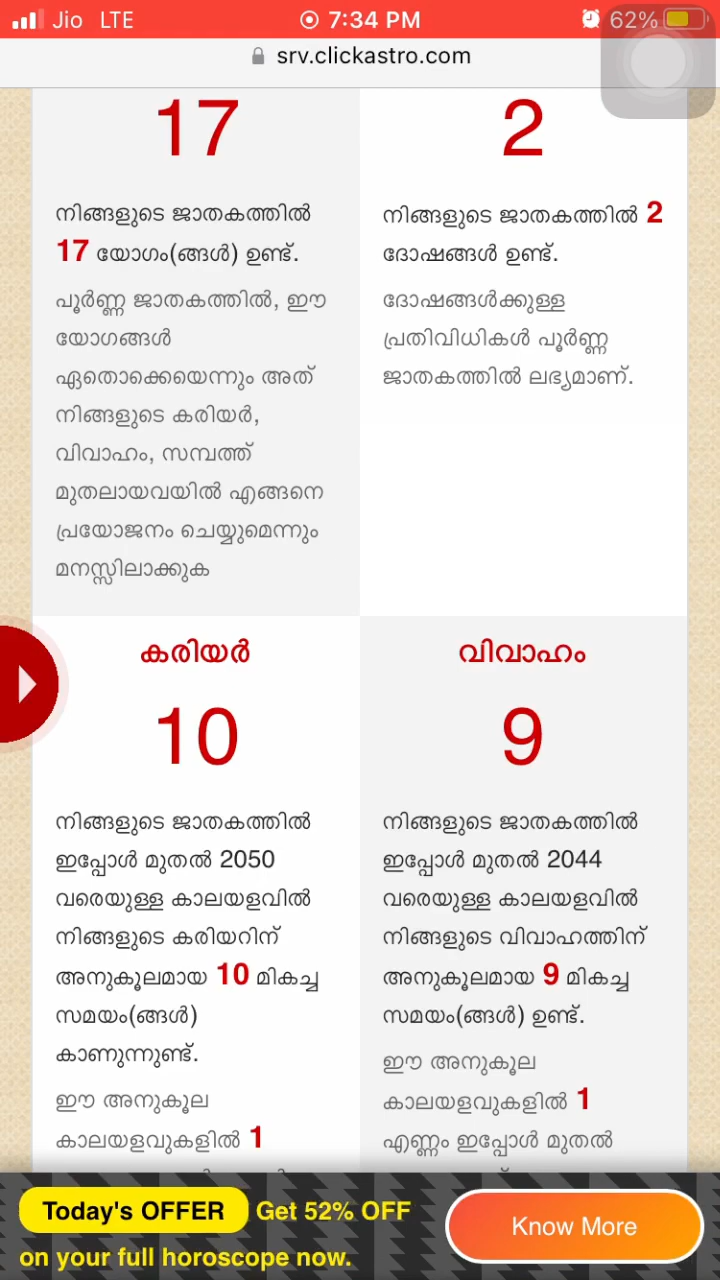 Jio LTE 7:34 PM 62%
srv.clickastro.com
17
നിങ്ങളുടെ ജാതകത്തിൽ
17 യോഗം(ങ്ങൾ) ഉണ്ട്.
പൂർണ്ണ ജാതകത്തിൽ, ഈ
യോഗങ്ങൾ
ഏതൊക്കെയെന്നും അത്
നിങ്ങളുടെ കരിയർ,
വിവാഹം, സമ്പത്ത്
മുതലായവയിൽ എങ്ങനെ
പ്രയോജനം ചെയ്യുമെന്നും
മനസ്സിലാക്കുക
2
നിങ്ങളുടെ ജാതകത്തിൽ 2
ദോഷങ്ങൾ ഉണ്ട്.
ദോഷങ്ങൾക്കുള്ള
പ്രതിവിധികൾ പൂർണ്ണ
ജാതകത്തിൽ ലഭ്യമാണ്.
കരിയർ
10
നിങ്ങളുടെ ജാതകത്തിൽ
ഇപ്പോൾ മുതൽ 2050
വരെയുള്ള കാലയളവിൽ
നിങ്ങളുടെ കരിയറിന്
അനുകൂലമായ 10 മികച്ച
സമയം(ങ്ങൾ)
കാണുന്നുണ്ട്.
ഈ അനുകൂല
കാലയളവുകളിൽ 1
വിവാഹം
9
നിങ്ങളുടെ ജാതകത്തിൽ
ഇപ്പോൾ മുതൽ 2044
വരെയുള്ള കാലയളവിൽ
നിങ്ങളുടെ വിവാഹത്തിന്
അനുകൂലമായ 9 മികച്ച
സമയം(ങ്ങൾ) ഉണ്ട്.
ഈ അനുകൂല
കാലയളവുകളിൽ 1
എണ്ണം ഇപ്പോൾ മുതൽ
Today's OFFER Get 52% OFF
on your full horoscope now.
Know More